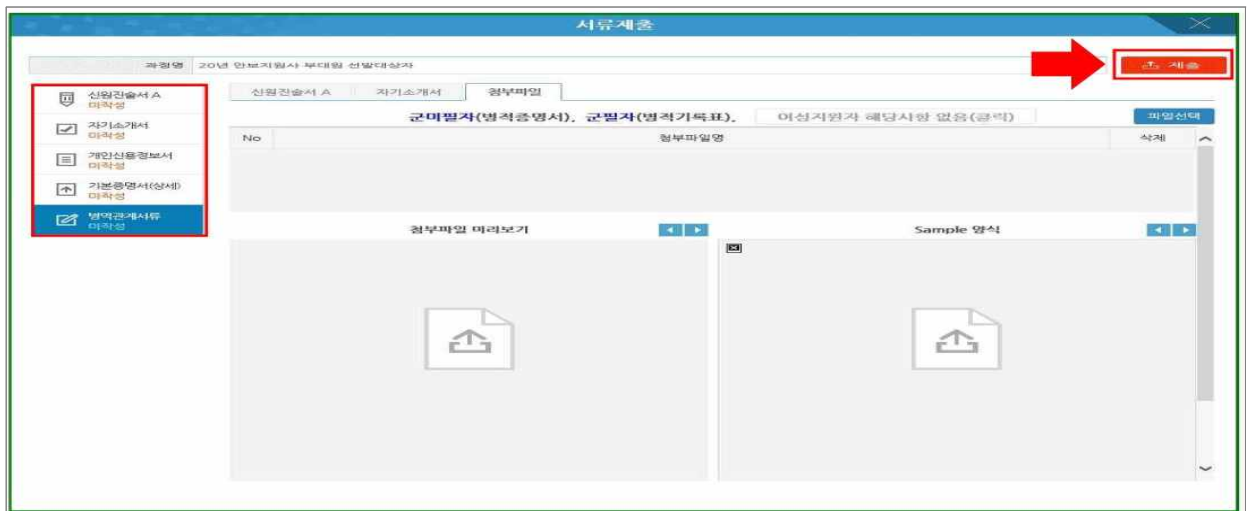 서류제출
과정명 20년 안보지원사 부대원 선발대상자
제출
신원진술서 A
미작성
자기소개서
미작성
개인신용정보서
미작성
기본증명서(상세)
미작성
병역관계서류
미작성
신원진술서 A 자기소개서 첨부파일
군미필자(병적증명서), 군필자(병적기록표), 여성지원자 해당사항 없음(클릭) 파일선택
No 첨부파일명 삭제
첨부파일 미리보기
Sample 양식